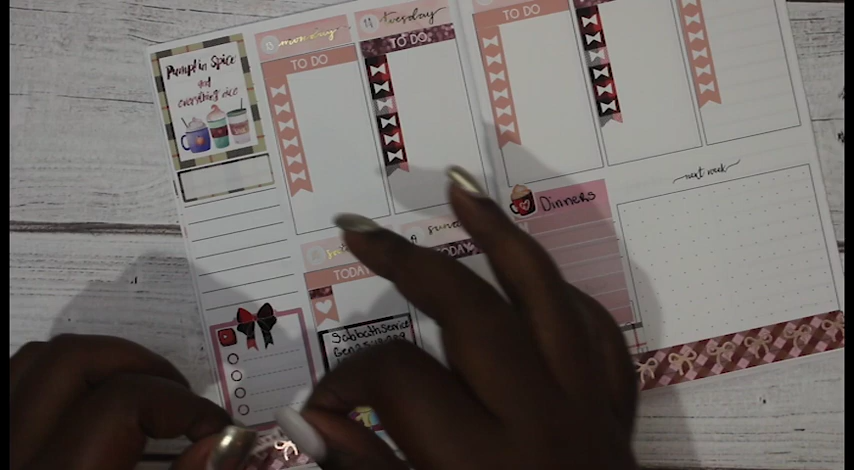 Pumpkin Spice
and
everything nice
monday
TO DO
tuesday
TO DO
TO DO
next week
Dinners
TODAY
TODAY
Sabbath Service